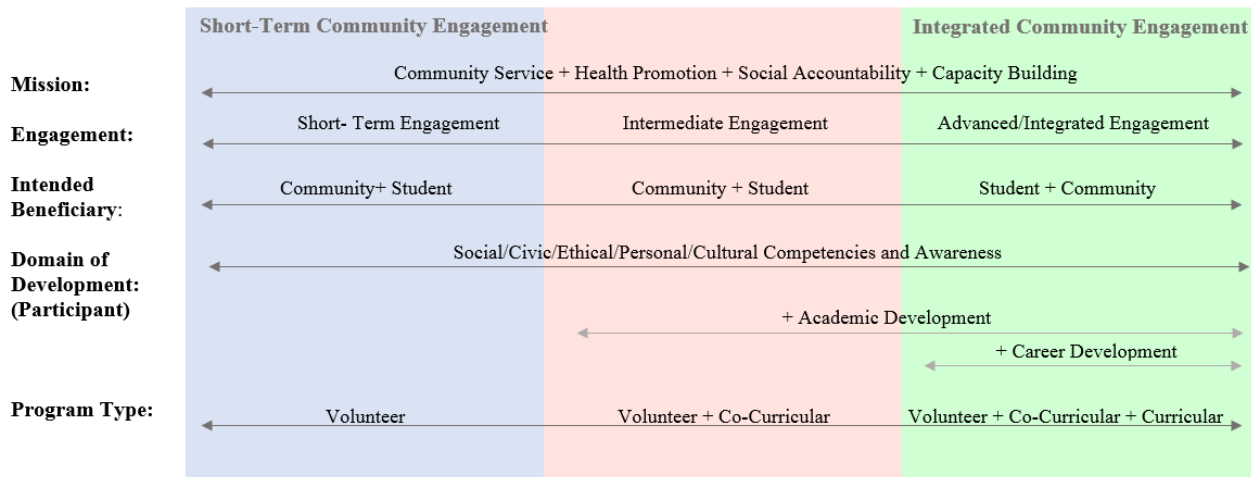 Short-Term Community Engagement Integrated Community Engagement
Mission: Community Service + Health Promotion + Social Accountability + Capacity Building
Engagement: Short- Term Engagement Intermediate Engagement Advanced/Integrated Engagement
Intended
Beneficiary: Community+ Student Community + Student Student + Community
Domain of Social/Civic/Ethical/Personal/Cultural Competencies and Awareness
Development:
(Participant)
+ Academic Development
+ Career Development
Program Type: Volunteer Volunteer + Co-Curricular Volunteer + Co-Curricular + Curricular